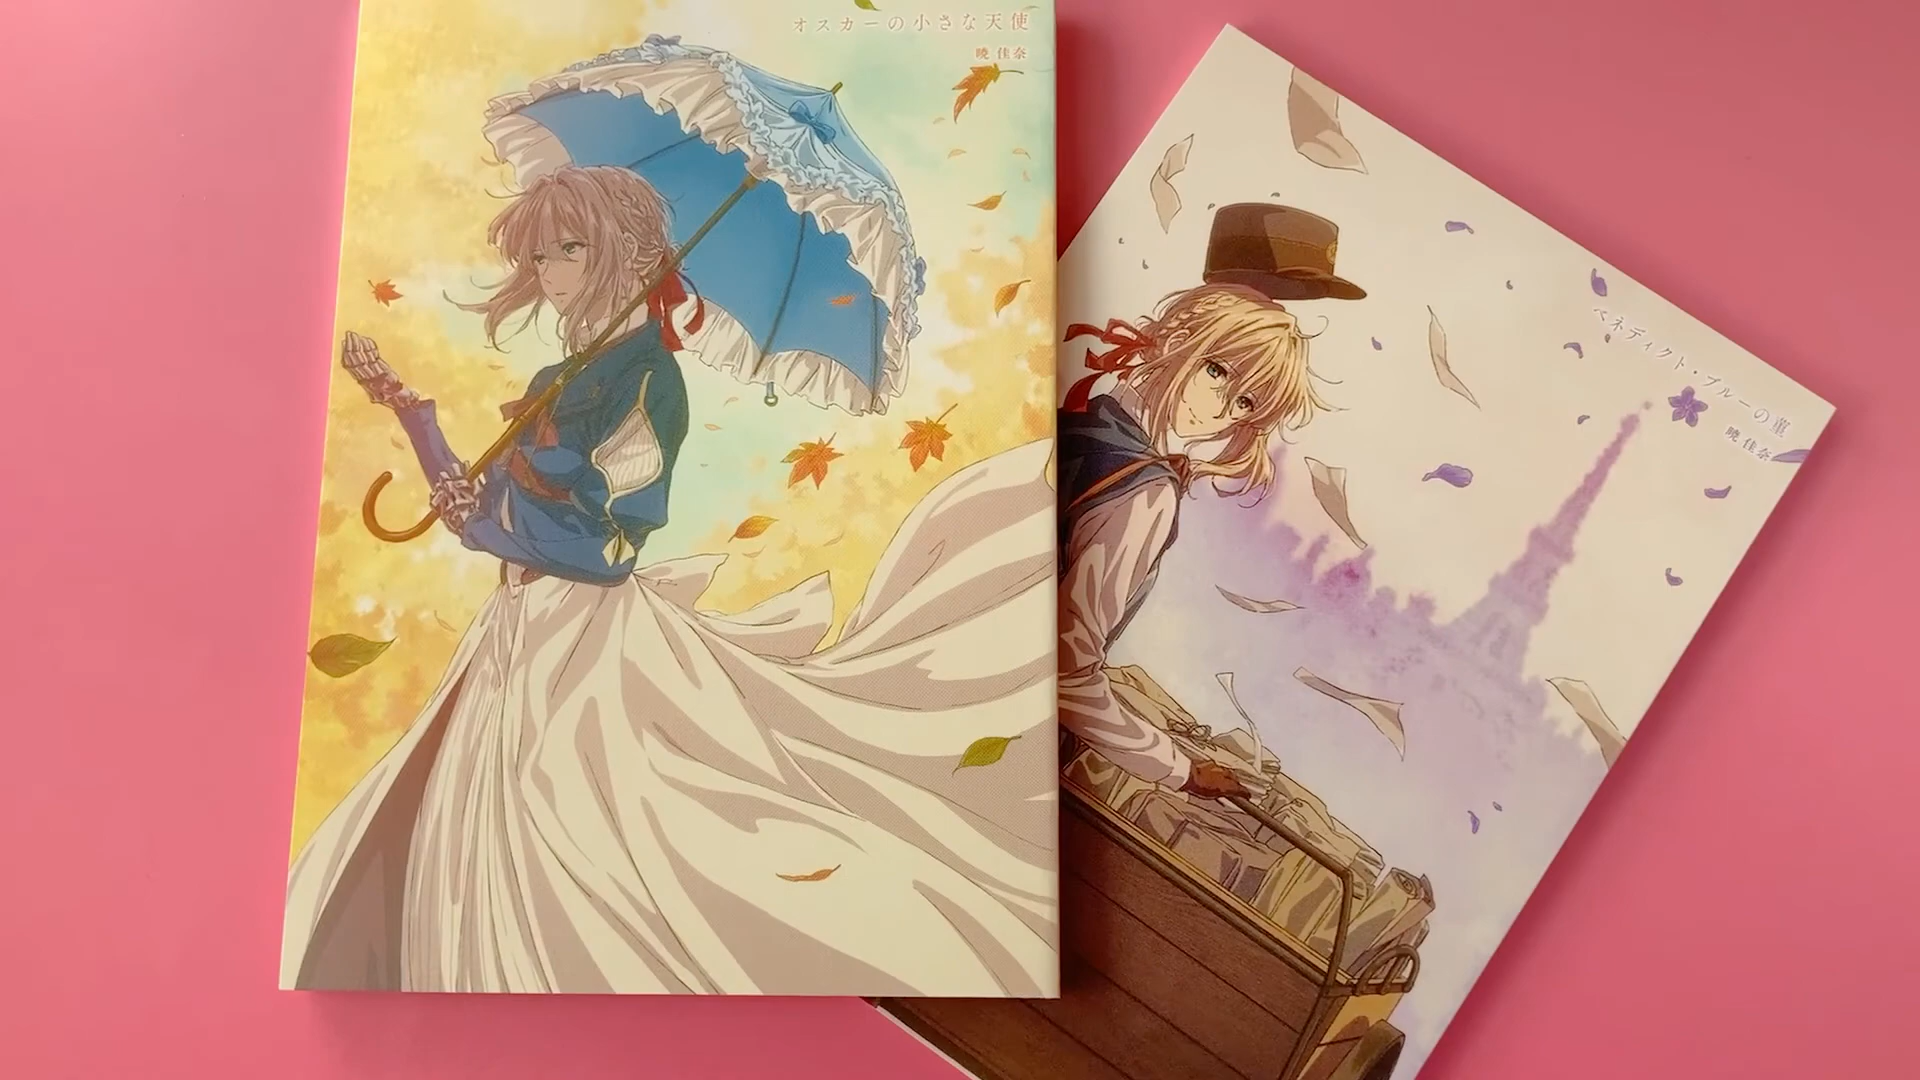 オスカーの小さな天使
暁 佳奈
ベネディクト・ブルーの菫
暁 佳奈